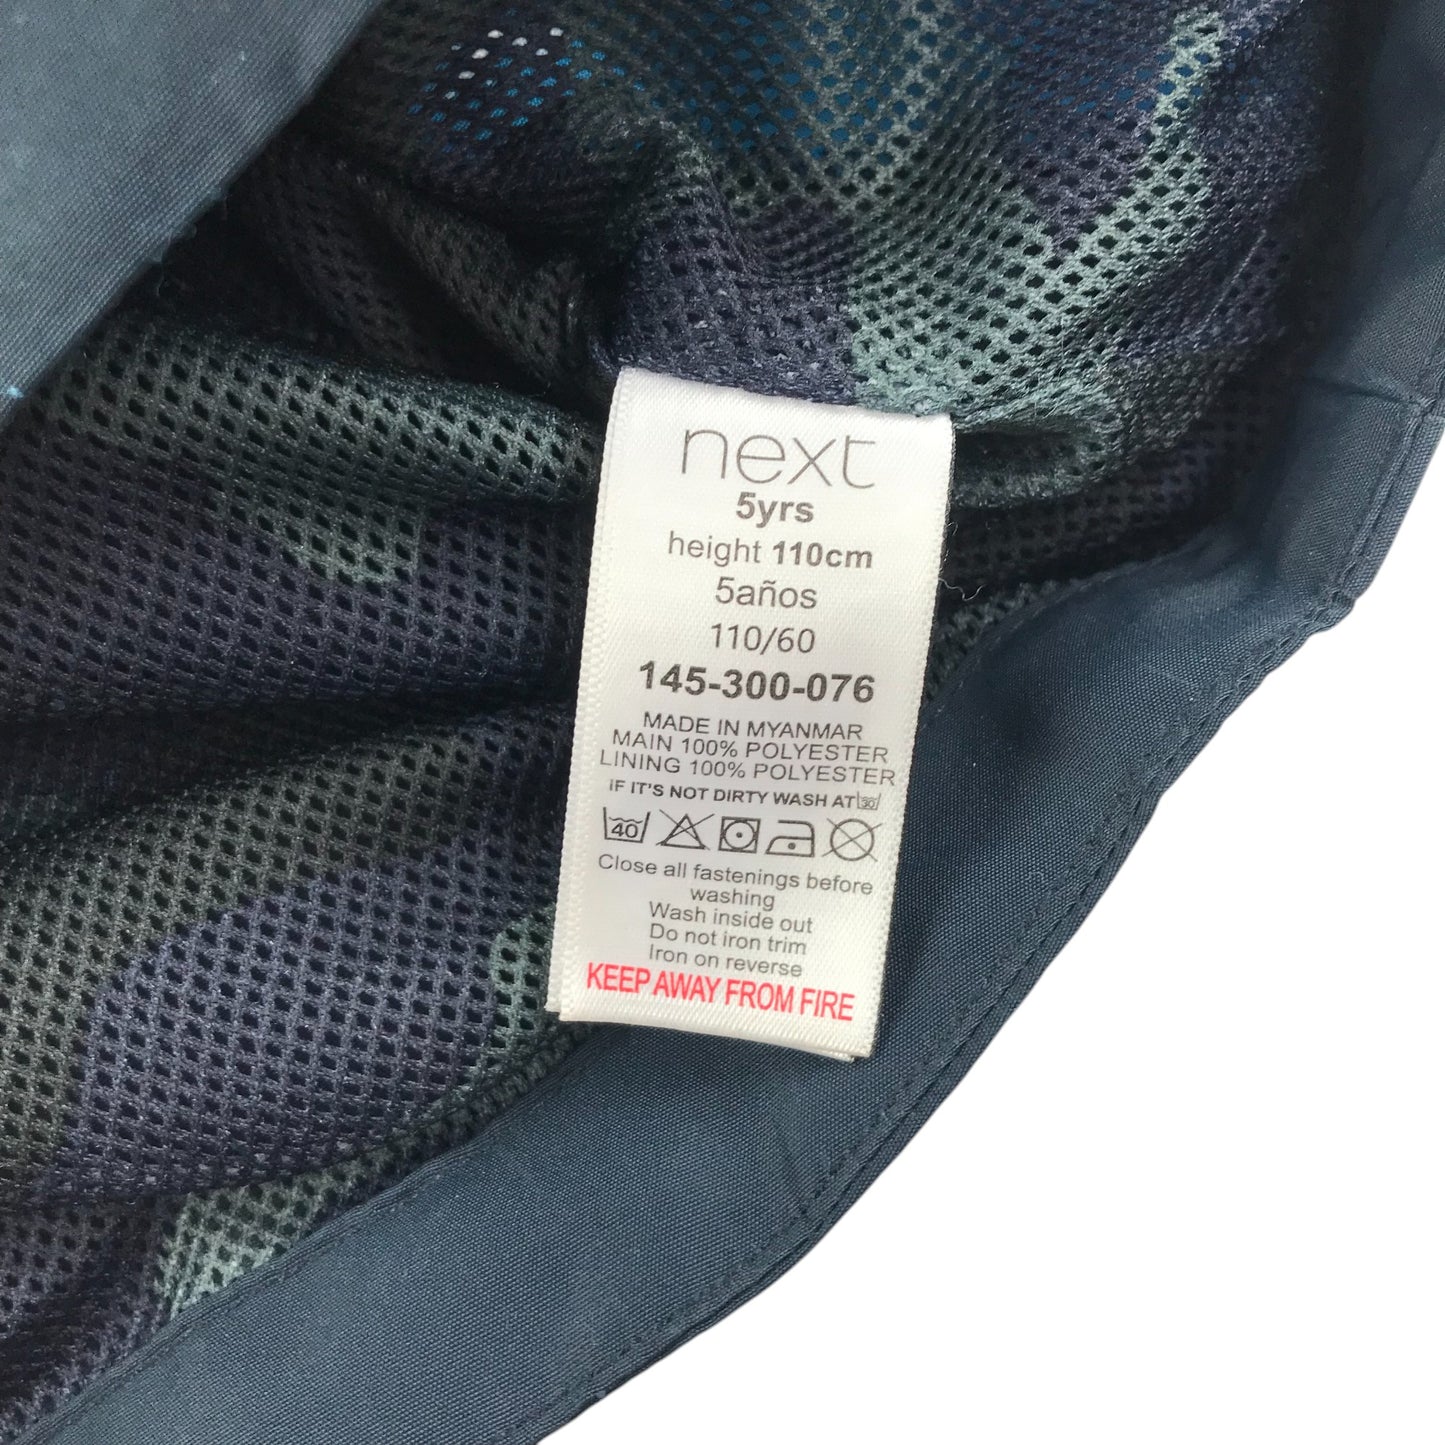 next
5yrs
height 110cm
5años
110/60
145-300-076
MADE IN MYANMAR
MAIN 100% POLYESTER
LINING 100% POLYESTER
IF IT'S NOT DIRTY WASH AT 30
40
Close all fastenings before
washing
Wash inside out
Do not iron trim
Iron on reverse
KEEP AWAY FROM FIRE